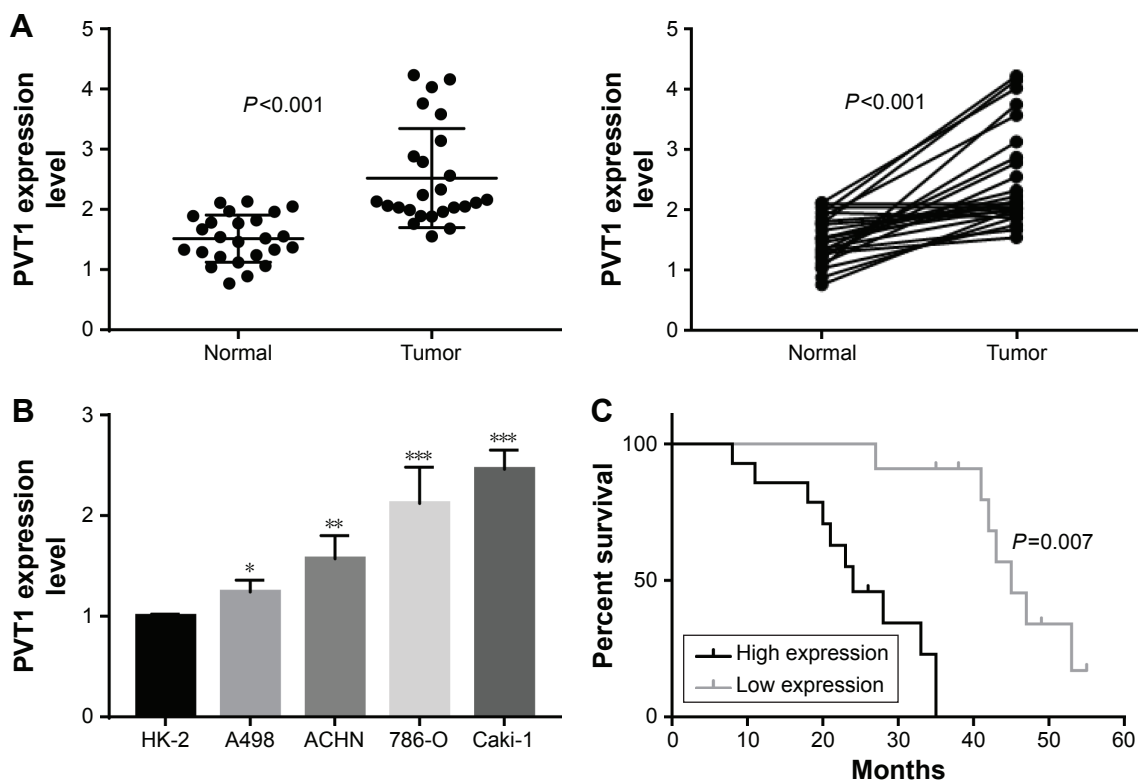 A
PVT1 expression
level
5
4
3
2
1
0
P<0.001
Normal
Tumor
PVT1 expression
level
5
4
3
2
1
0
P<0.001
Normal
Tumor
B
PVT1 expression
level
3
2
1
0
*
**
***
***
HK-2
A498
ACHN
786-O
Caki-1
C
Percent survival
100
50
0
P=0.007
High expression
Low expression
0
10
20
30
40
50
60
Months